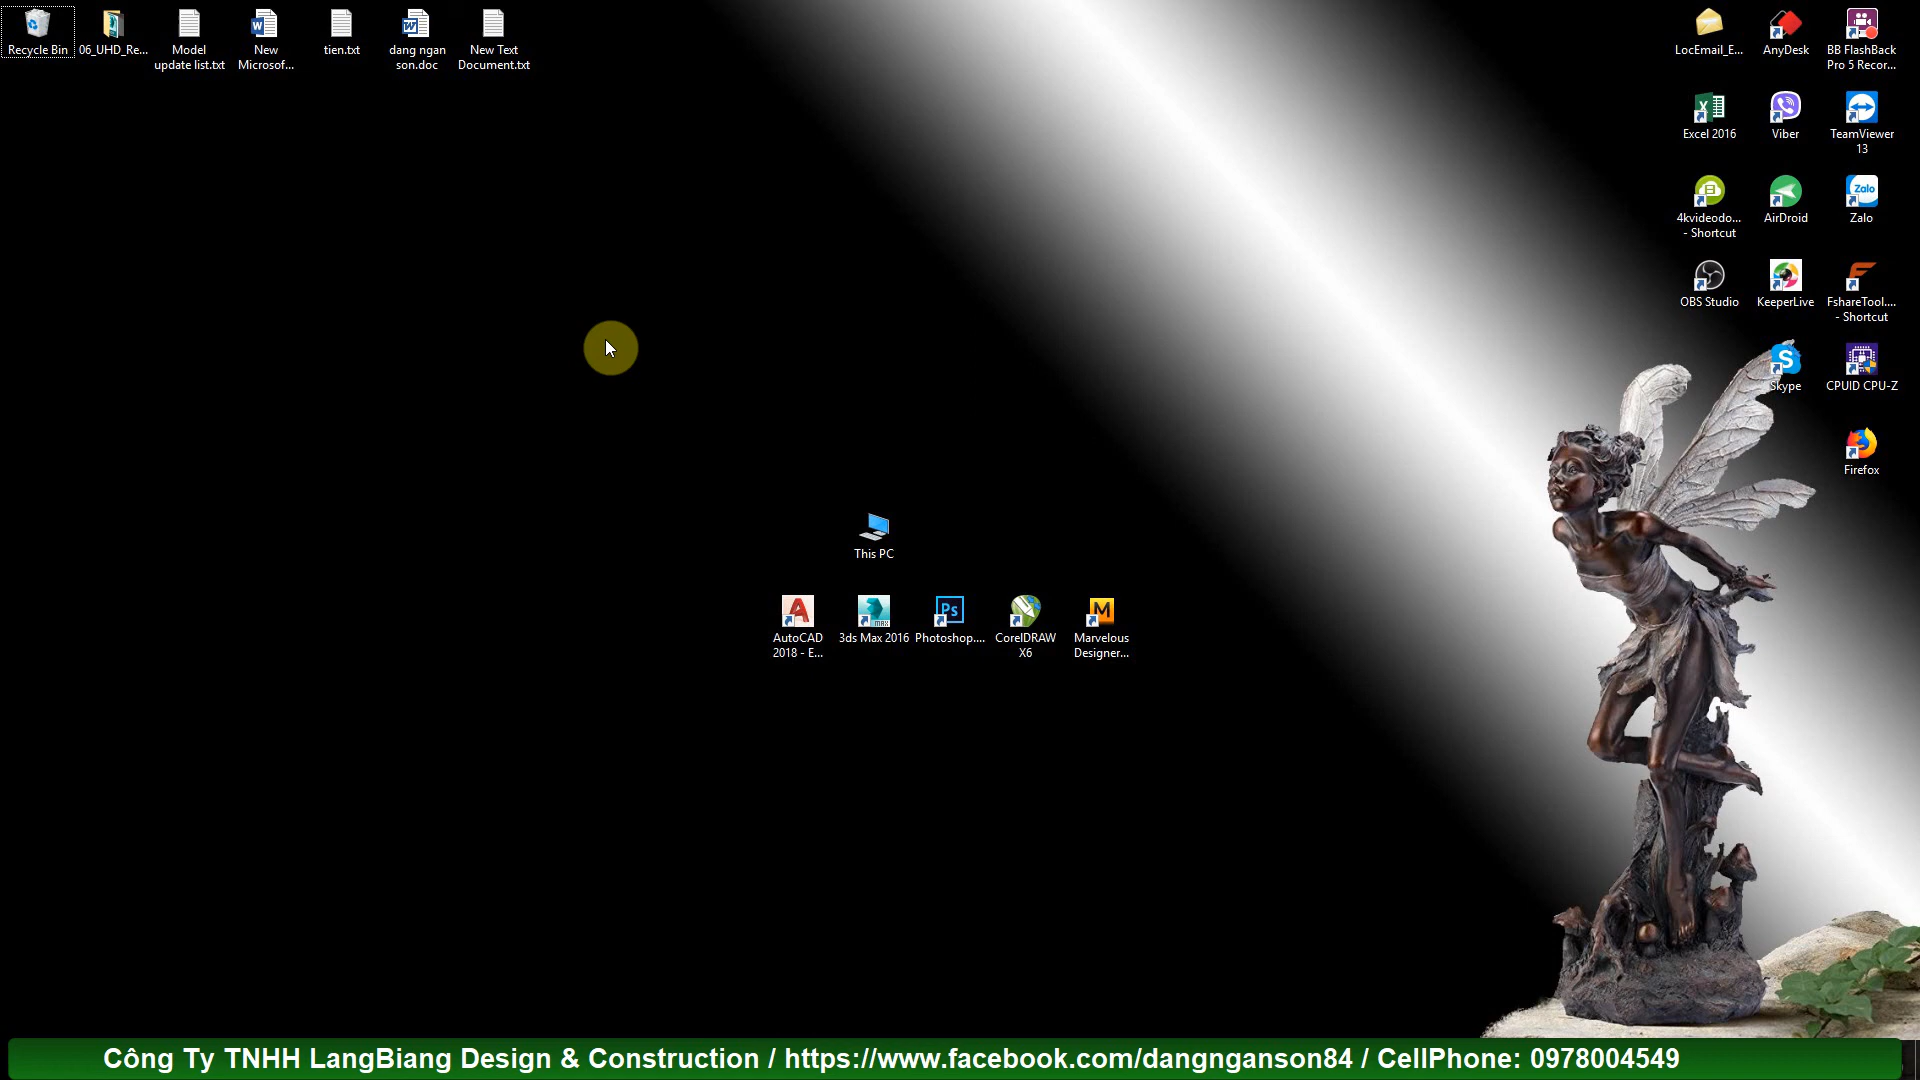 Recycle Bin
06_UHD_Re...
Model
update list.txt
New
Microsof...
tien.txt
dang ngan
son.doc
New Text
Document.txt
LocEmail_E...
AnyDesk
BB FlashBack
Pro 5 Recor...
Excel 2016
Viber
TeamViewer
13
4kvideodo...
- Shortcut
AirDroid
Zalo
Zalo
OBS Studio
KeeperLive
FshareTool....
- Shortcut
Skype
CPUID CPU-Z
Firefox
This PC
AutoCAD
2018 - E...
3ds Max 2016
Photoshop....
CorelDRAW
X6
Marvelous
Designer...
Công Ty TNHH LangBiang Design & Construction / https://www.facebook.com/dangnganson84 / CellPhone: 0978004549